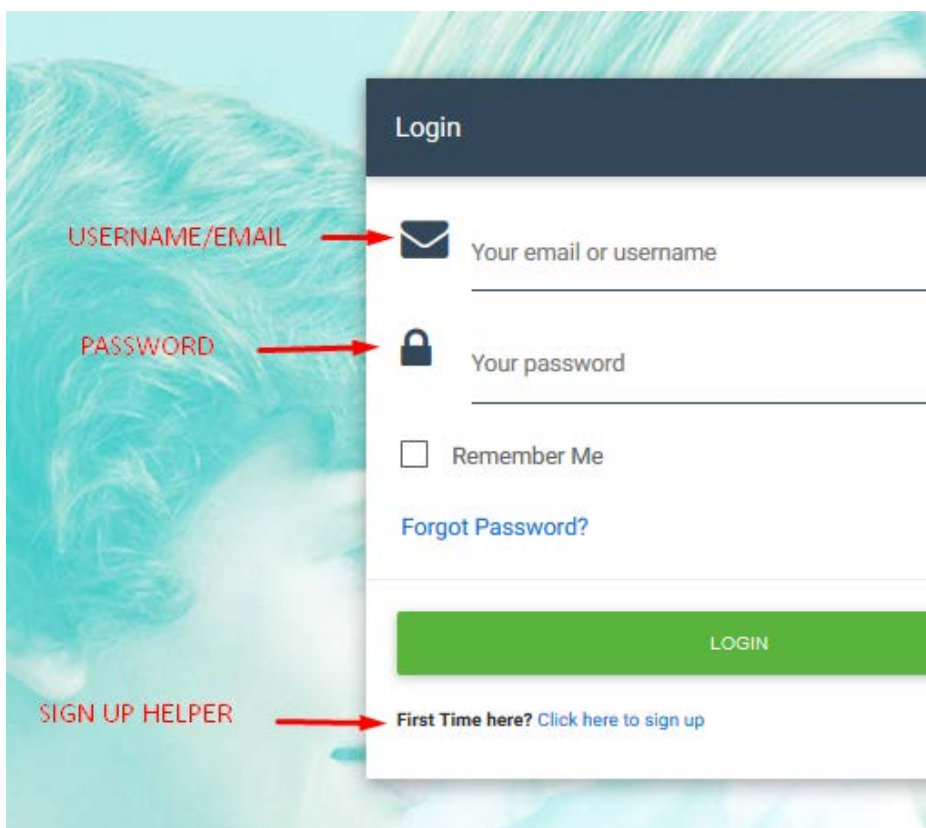 Login
USERNAME/EMAIL
Your email or username
PASSWORD
Your password
Remember Me
Forgot Password?
LOGIN
SIGN UP HELPER
First Time here? Click here to sign up